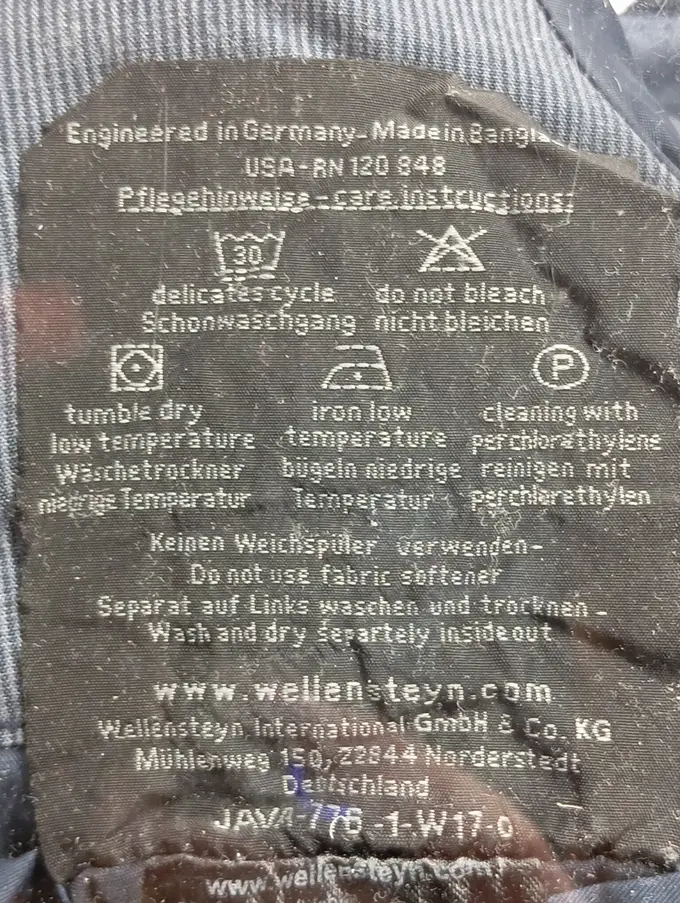 Engineered in Germany-Made in
USA-RN 120 848
Pflegehinweise-care instructions:
30
delicates cycle do not bleach
Schonwaschgang nicht bleichen
P
tumble dry iron low cleaning with
low temperature temperature perchlorethylene
Wäschetrockner bügeln niedrige reinigen mit
niedrige Temperatur Temperatur perchlorethylen
Keinen Weichspüler verwenden-
Do not use fabric softener
Separat auf Links waschen und trocknen-
Wash and dry separtely inside out
www.wellensteyn.com
Wellensteyn International GmbH & Co. KG
Mühlenweg 150, 22844 Norderstedt
Deutschland
JAVA-776-1-W17-0
www.wellensteyn.com